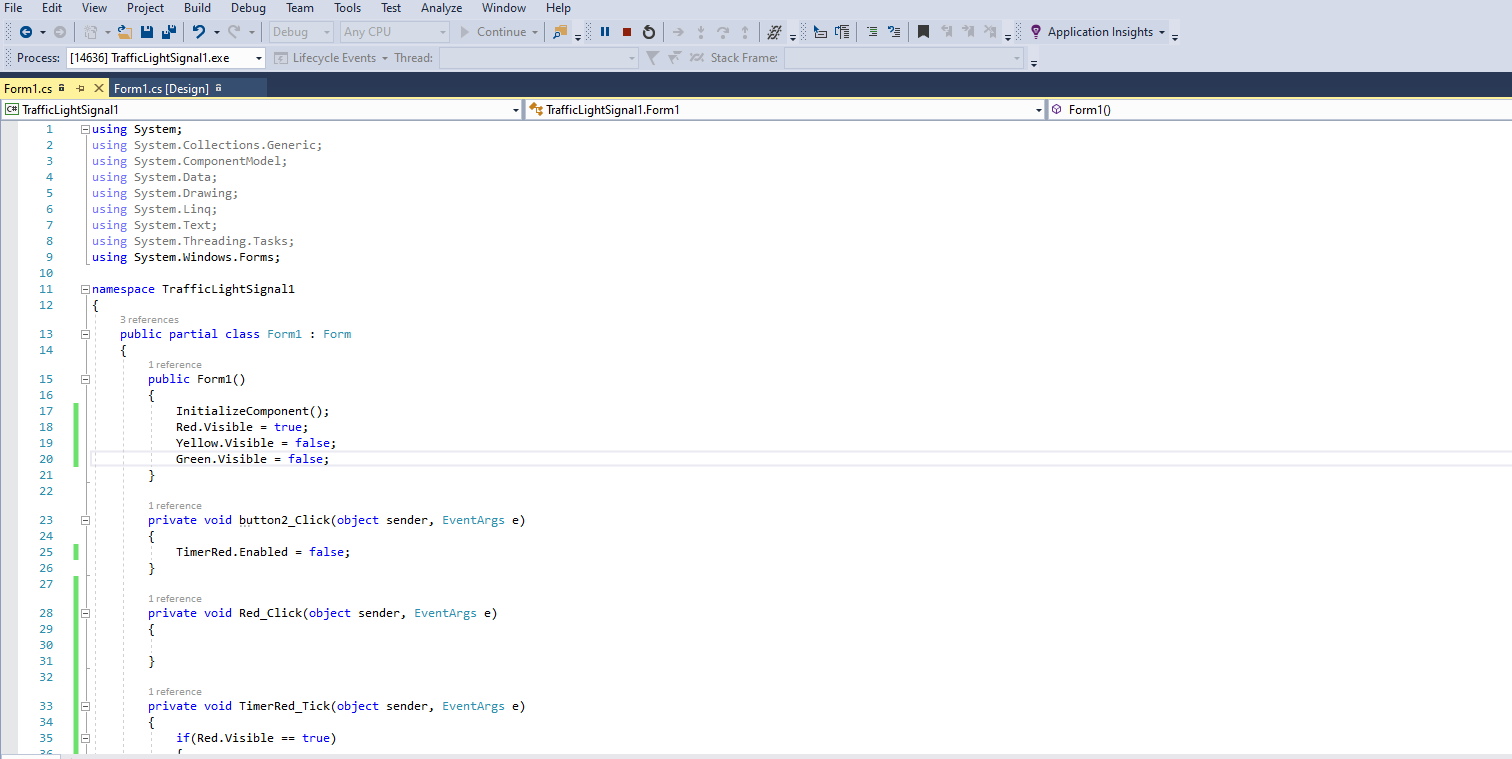 File Edit View Project Build Debug Team Tools Test Analyze Window Help
Debug Any CPU Continue Application Insights
Process: [14636] TrafficLightSignal1.exe Lifecycle Events Thread: Stack Frame:
Form1.cs Form1.cs [Design]
C# TrafficLightSignal1 TrafficLightSignal1.Form1 Form1()
1 using System;
2 using System.Collections.Generic;
3 using System.ComponentModel;
4 using System.Data;
5 using System.Drawing;
6 using System.Linq;
7 using System.Text;
8 using System.Threading.Tasks;
9 using System.Windows.Forms;
10
11 namespace TrafficLightSignal1
12 {
3 references
13 public partial class Form1 : Form
14 {
1 reference
15 public Form1()
16 {
17 InitializeComponent();
18 Red.Visible = true;
19 Yellow.Visible = false;
20 Green.Visible = false;
21 }
22
1 reference
23 private void button2_Click(object sender, EventArgs e)
24 {
25 TimerRed.Enabled = false;
26 }
27
1 reference
28 private void Red_Click(object sender, EventArgs e)
29 {
30
31 }
32
1 reference
33 private void TimerRed_Tick(object sender, EventArgs e)
34 {
35 if(Red.Visible == true)
36 {